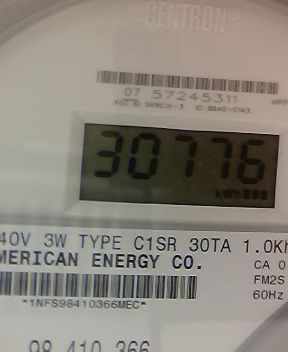 CENTRON®
07 57245311
30776
kWh
40V 3W TYPE C1SR 30TA 1.0Kh
MERICAN ENERGY CO.
CA 0
FM2S
60Hz
*1NFS98410366MEC*
98 410 366